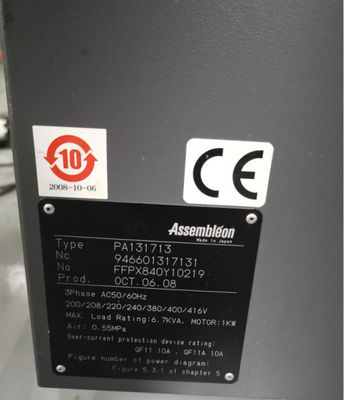 10
2008-10-06
CE
Assembléon
Made in Japan
Type PA131713
Nc 946601317131
No FFPX840Y10219
Prod. OCT.06.08
3Phase AC50/60Hz
200/208/220/240/380/400/416V
MAX. Load Rating:6.7KVA. MOTOR:1KW
Air: 0.55MPa
Over-current protection device rating:
QF11 10A . QF11A 10A
Figure number of power diagram:
Figure 5.3.1 of chapter 5